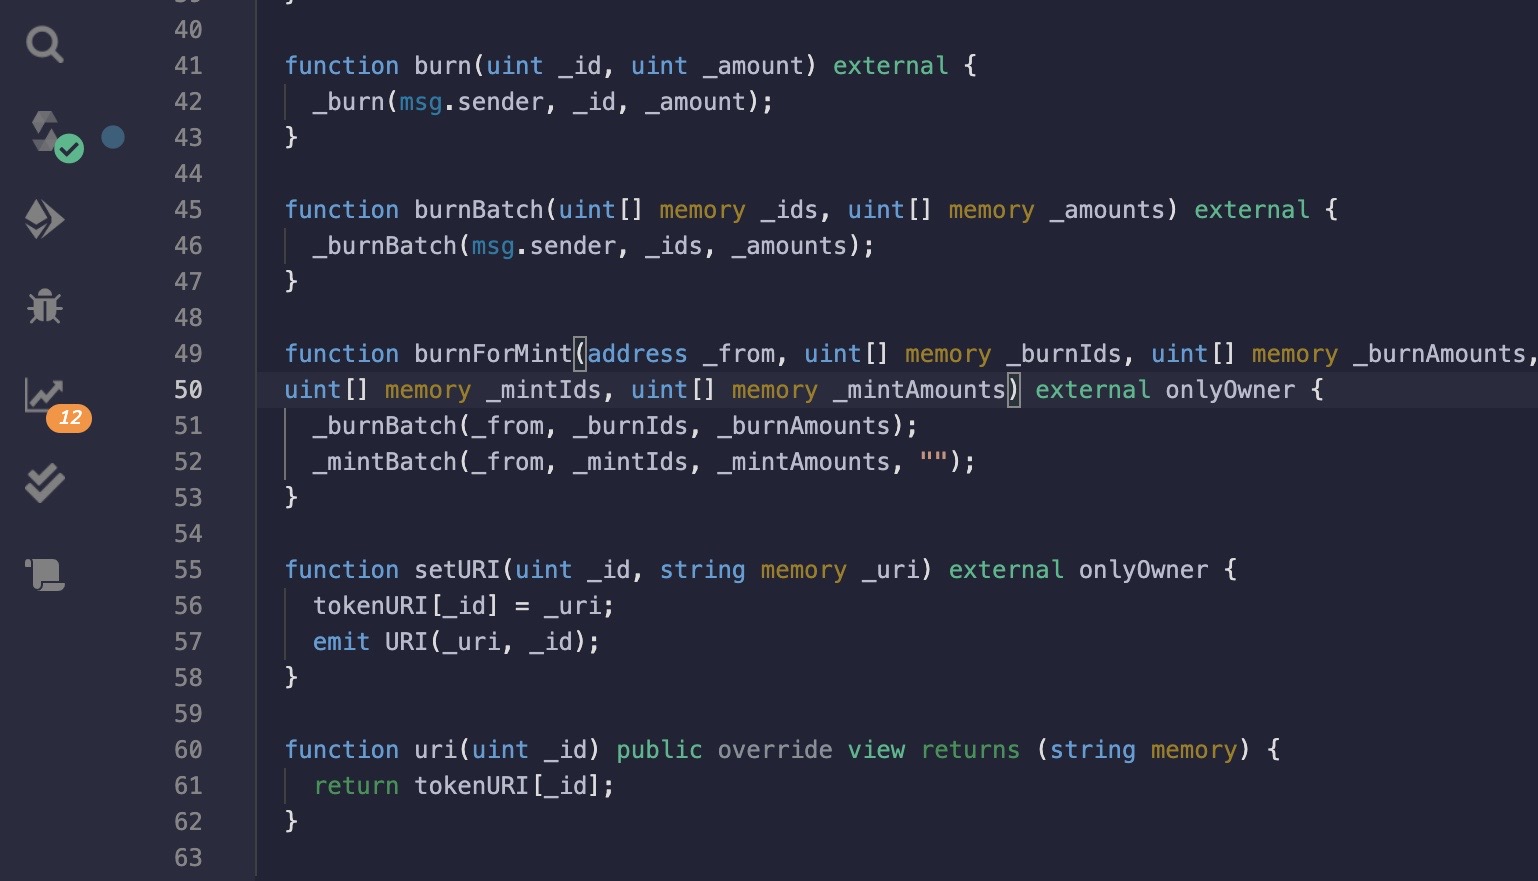 40
41 function burn(uint _id, uint _amount) external {
42 _burn(msg.sender, _id, _amount);
43 }
44
45 function burnBatch(uint[] memory _ids, uint[] memory _amounts) external {
46 _burnBatch(msg.sender, _ids, _amounts);
47 }
48
49 function burnForMint(address _from, uint[] memory _burnIds, uint[] memory _burnAmounts,
50 uint[] memory _mintIds, uint[] memory _mintAmounts) external onlyOwner {
51 _burnBatch(_from, _burnIds, _burnAmounts);
12
52 _mintBatch(_from, _mintIds, _mintAmounts, "");
53 }
54
55 function setURI(uint _id, string memory _uri) external onlyOwner {
56 tokenURI[_id] = _uri;
57 emit URI(_uri, _id);
58 }
59
60 function uri(uint _id) public override view returns (string memory) {
61 return tokenURI[_id];
62 }
63